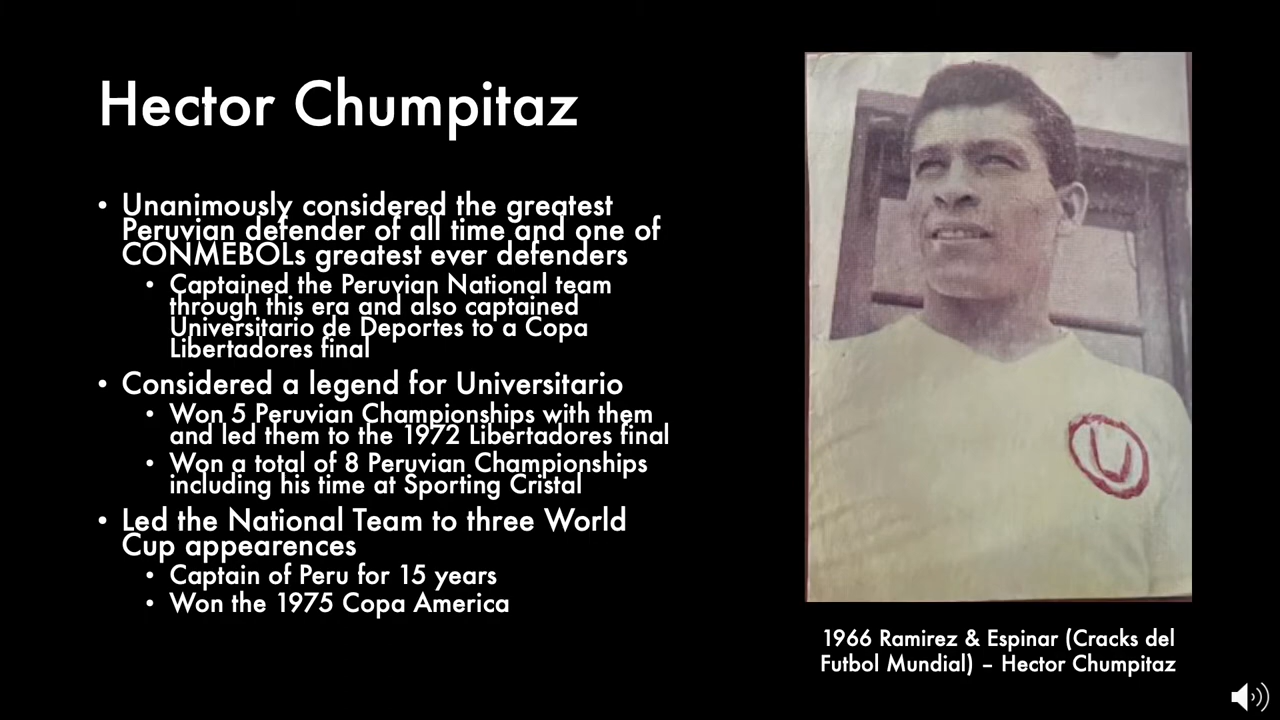 Hector Chumpitaz
• Unanimously considered the greatest
Peruvian defender of all time and one of
CONMEBOLs greatest ever defenders
• Captained the Peruvian National team
through this era and also captained
Universitario de Deportes to a Copa
Libertadores final
• Considered a legend for Universitario
• Won 5 Peruvian Championships with them
and led them to the 1972 Libertadores final
• Won a total of 8 Peruvian Championships
including his time at Sporting Cristal
• Led the National Team to three World
Cup appearences
• Captain of Peru for 15 years
• Won the 1975 Copa America
U
1966 Ramirez & Espinar (Cracks del
Futbol Mundial) – Hector Chumpitaz